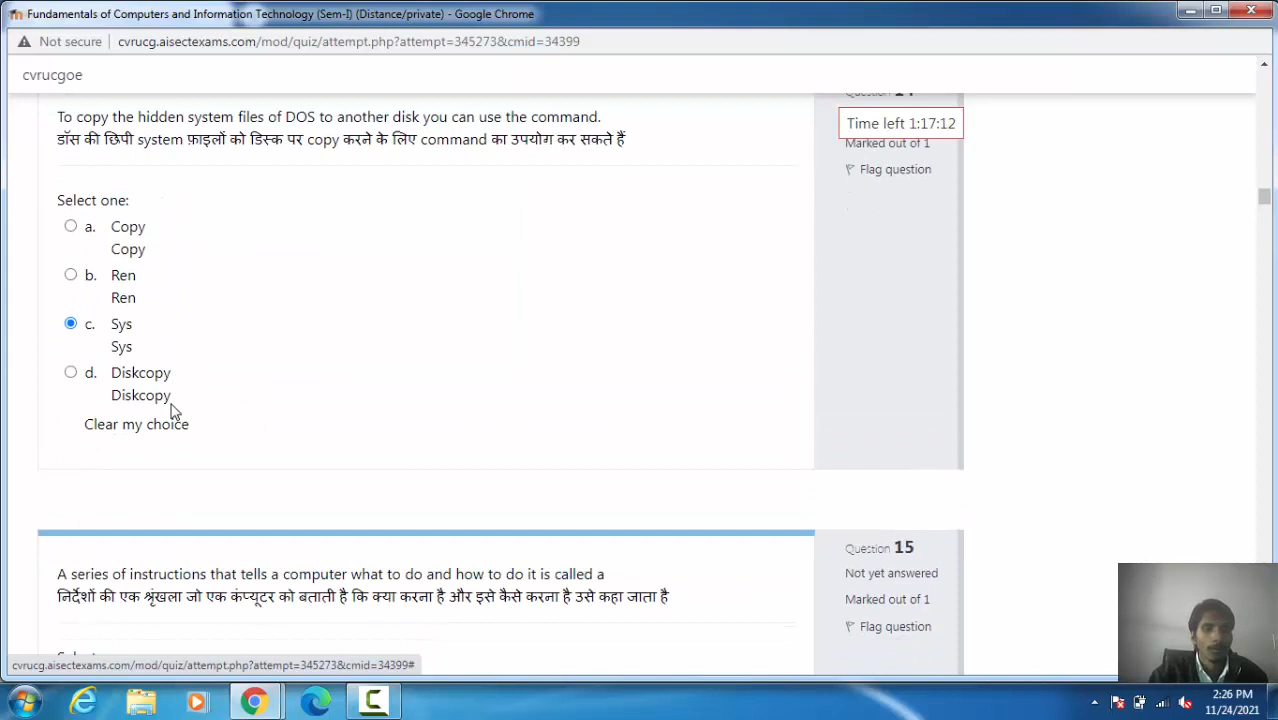 Fundamentals of Computers and Information Technology (Sem-I) (Distance/private) - Google Chrome
Not secure | cvrucg.aisectexams.com/mod/quiz/attempt.php?attempt=345273&cmid=34399
cvrucgoe
To copy the hidden system files of DOS to another disk you can use the command.
डॉस की छिपी system फ़ाइलों को डिस्क पर copy करने के लिए command का उपयोग कर सकते हैं
Time left 1:17:12
Marked out of 1
Flag question
Select one:
a. Copy
Copy
b. Ren
Ren
c. Sys
Sys
d. Diskcopy
Diskcopy
Clear my choice
Question 15
Not yet answered
Marked out of 1
Flag question
A series of instructions that tells a computer what to do and how to do it is called a
निर्देशों की एक श्रृंखला जो एक कंप्यूटर को बताती है कि क्या करना है और इसे कैसे करना है उसे कहा जाता है
cvrucg.aisectexams.com/mod/quiz/attempt.php?attempt=345273&cmid=34399#
2:26 PM
11/24/2021